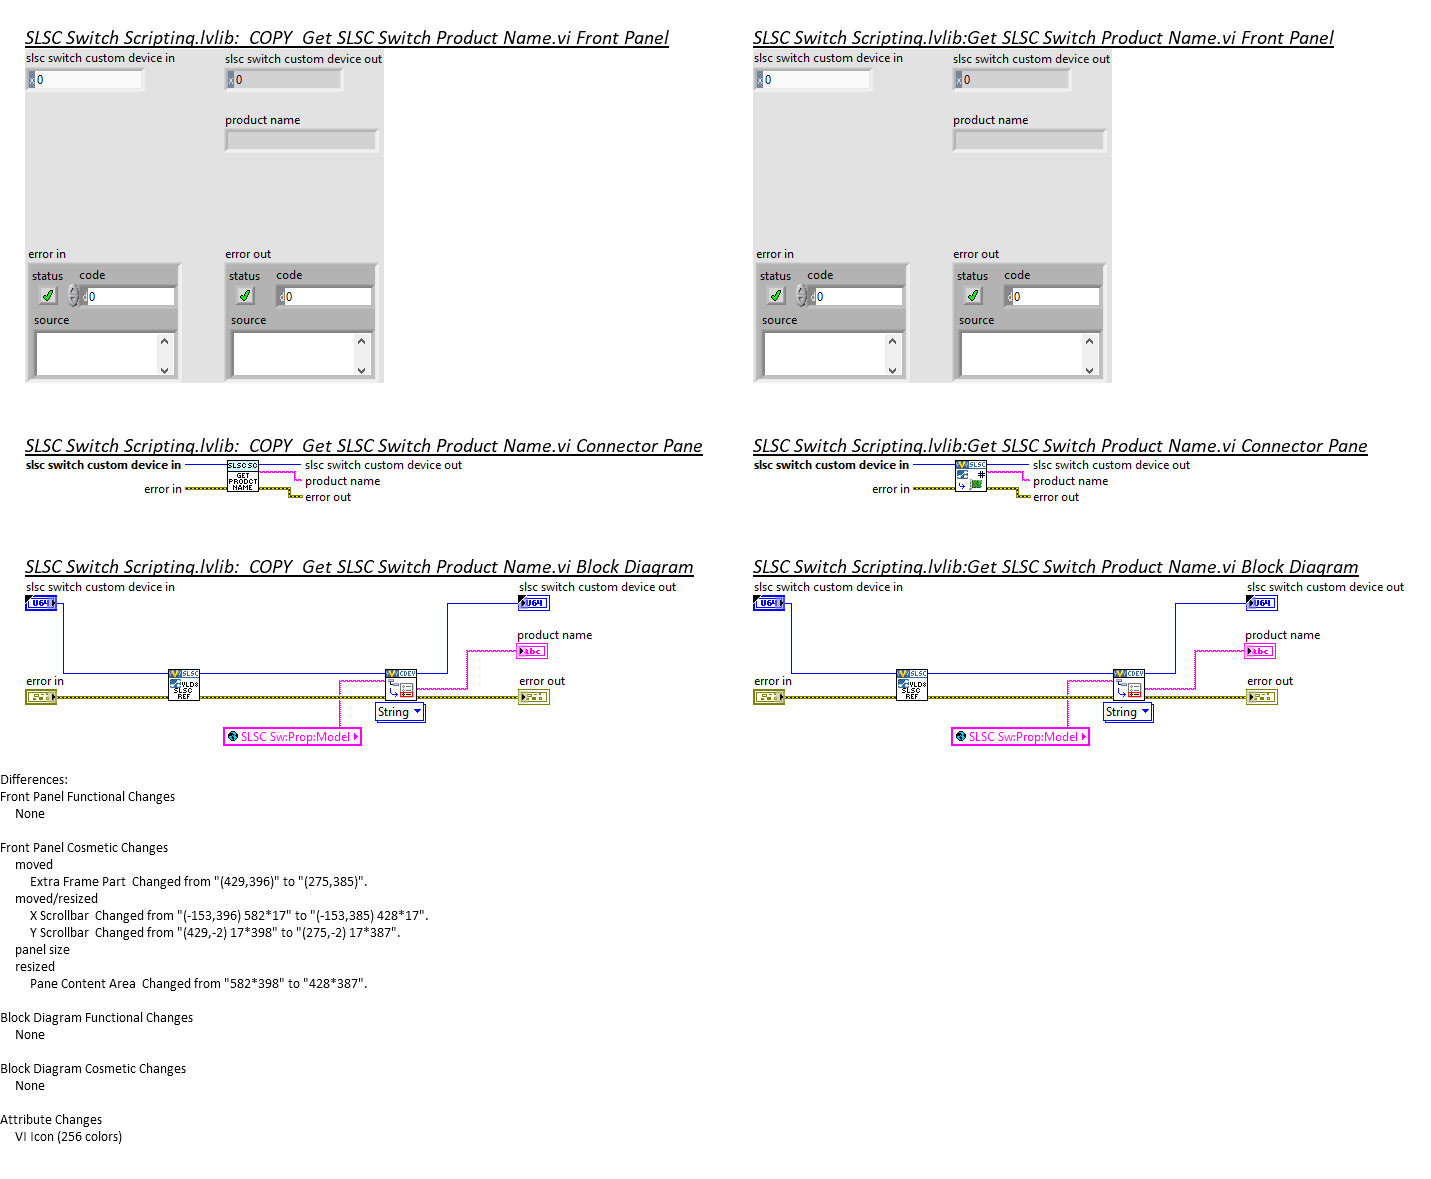 SLSC Switch Scripting.lvlib:_COPY_Get SLSC Switch Product Name.vi Front Panel
slsc switch custom device in
slsc switch custom device out
x 0
x 0
product name
error in
error out
status
code
status
code
d 0
d 0
source
source
SLSC Switch Scripting.lvlib:Get SLSC Switch Product Name.vi Front Panel
slsc switch custom device in
slsc switch custom device out
x 0
x 0
product name
error in
error out
status
code
status
code
d 0
d 0
source
source
SLSC Switch Scripting.lvlib:_COPY_Get SLSC Switch Product Name.vi Connector Pane
slsc switch custom device in
SLSC SC
GET
PRODCT
NAME
slsc switch custom device out
product name
error in
error out
SLSC Switch Scripting.lvlib:Get SLSC Switch Product Name.vi Connector Pane
slsc switch custom device in
SLSC
#
slsc switch custom device out
product name
error in
error out
SLSC Switch Scripting.lvlib:_COPY_Get SLSC Switch Product Name.vi Block Diagram
slsc switch custom device in
slsc switch custom device out
U64
U64
product name
abc
error in
SLSC
VLD8
SLSC
REF
CDEV
error out
String
SLSC Sw:Prop:Model
SLSC Switch Scripting.lvlib:Get SLSC Switch Product Name.vi Block Diagram
slsc switch custom device in
slsc switch custom device out
U64
U64
product name
abc
error in
SLSC
VLD8
SLSC
REF
CDEV
error out
String
SLSC Sw:Prop:Model
Differences:
Front Panel Functional Changes
None
Front Panel Cosmetic Changes
moved
Extra Frame Part  Changed from "(429,396)" to "(275,385)".
moved/resized
X Scrollbar  Changed from "(-153,396) 582*17" to "(-153,385) 428*17".
Y Scrollbar  Changed from "(429,-2) 17*398" to "(275,-2) 17*387".
panel size
resized
Pane Content Area  Changed from "582*398" to "428*387".
Block Diagram Functional Changes
None
Block Diagram Cosmetic Changes
None
Attribute Changes
VI Icon (256 colors)